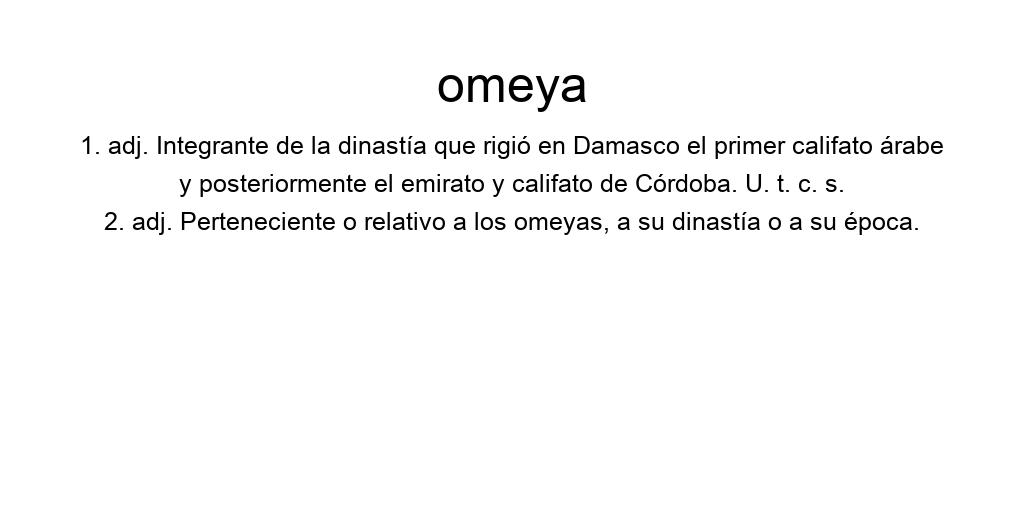 omeya
1. adj. Integrante de la dinastía que rigió en Damasco el primer califato árabe
y posteriormente el emirato y califato de Córdoba. U. t. c. s.
2. adj. Perteneciente o relativo a los omeyas, a su dinastía o a su época.